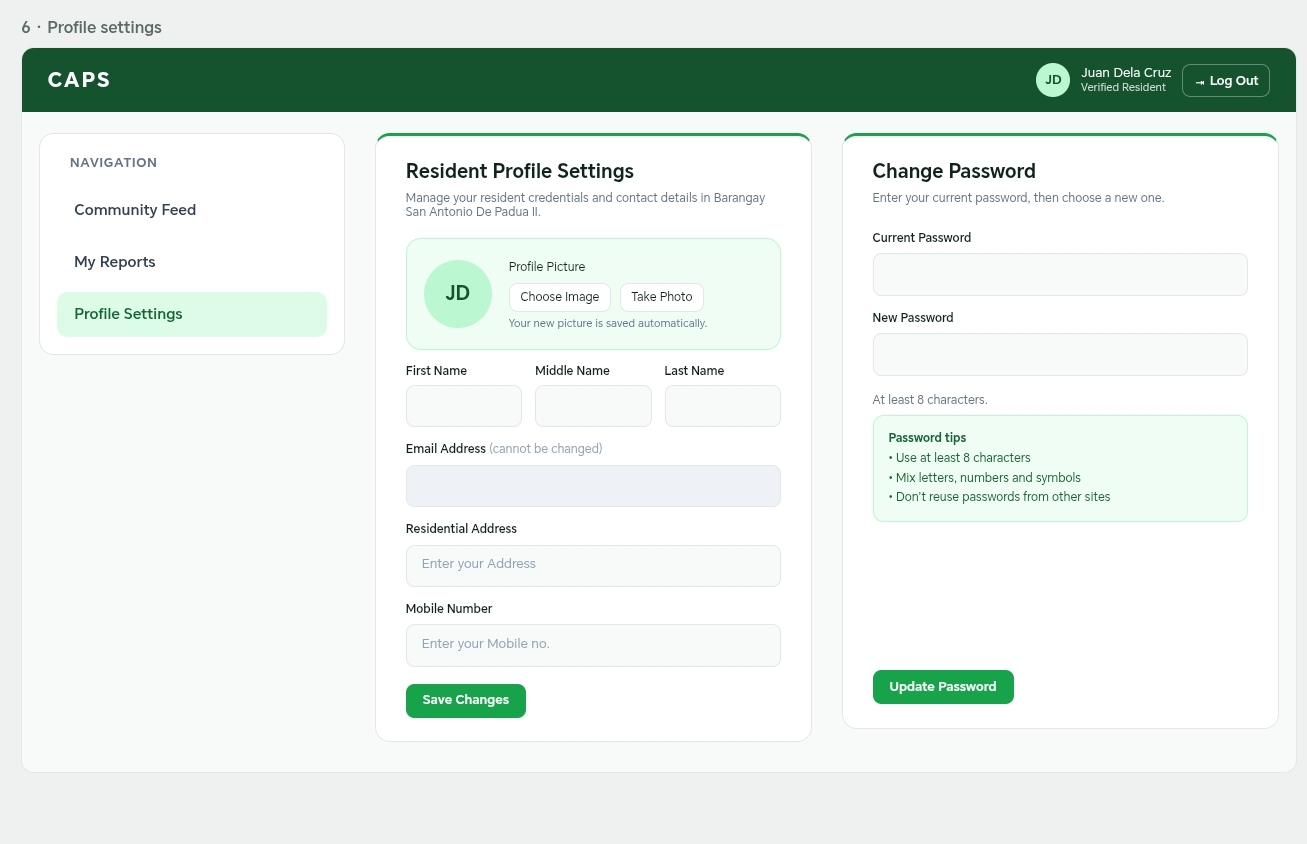 6 · Profile settings
CAPS
JD
Juan Dela Cruz
Verified Resident
⇥ Log Out
NAVIGATION
Community Feed
My Reports
Profile Settings
Resident Profile Settings
Manage your resident credentials and contact details in Barangay
San Antonio De Padua II.
JD
Profile Picture
Choose Image
Take Photo
Your new picture is saved automatically.
First Name
Middle Name
Last Name
Email Address (cannot be changed)
Residential Address
Enter your Address
Mobile Number
Enter your Mobile no.
Save Changes
Change Password
Enter your current password, then choose a new one.
Current Password
New Password
At least 8 characters.
Password tips
• Use at least 8 characters
• Mix letters, numbers and symbols
• Don't reuse passwords from other sites
Update Password